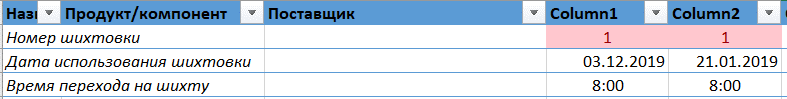 Назв Продукт/компонент Поставщик Column1 Column2
Номер шихтовки 1 1
Дата использования шихтовки 03.12.2019 21.01.2019
Время перехода на шихту 8:00 8:00